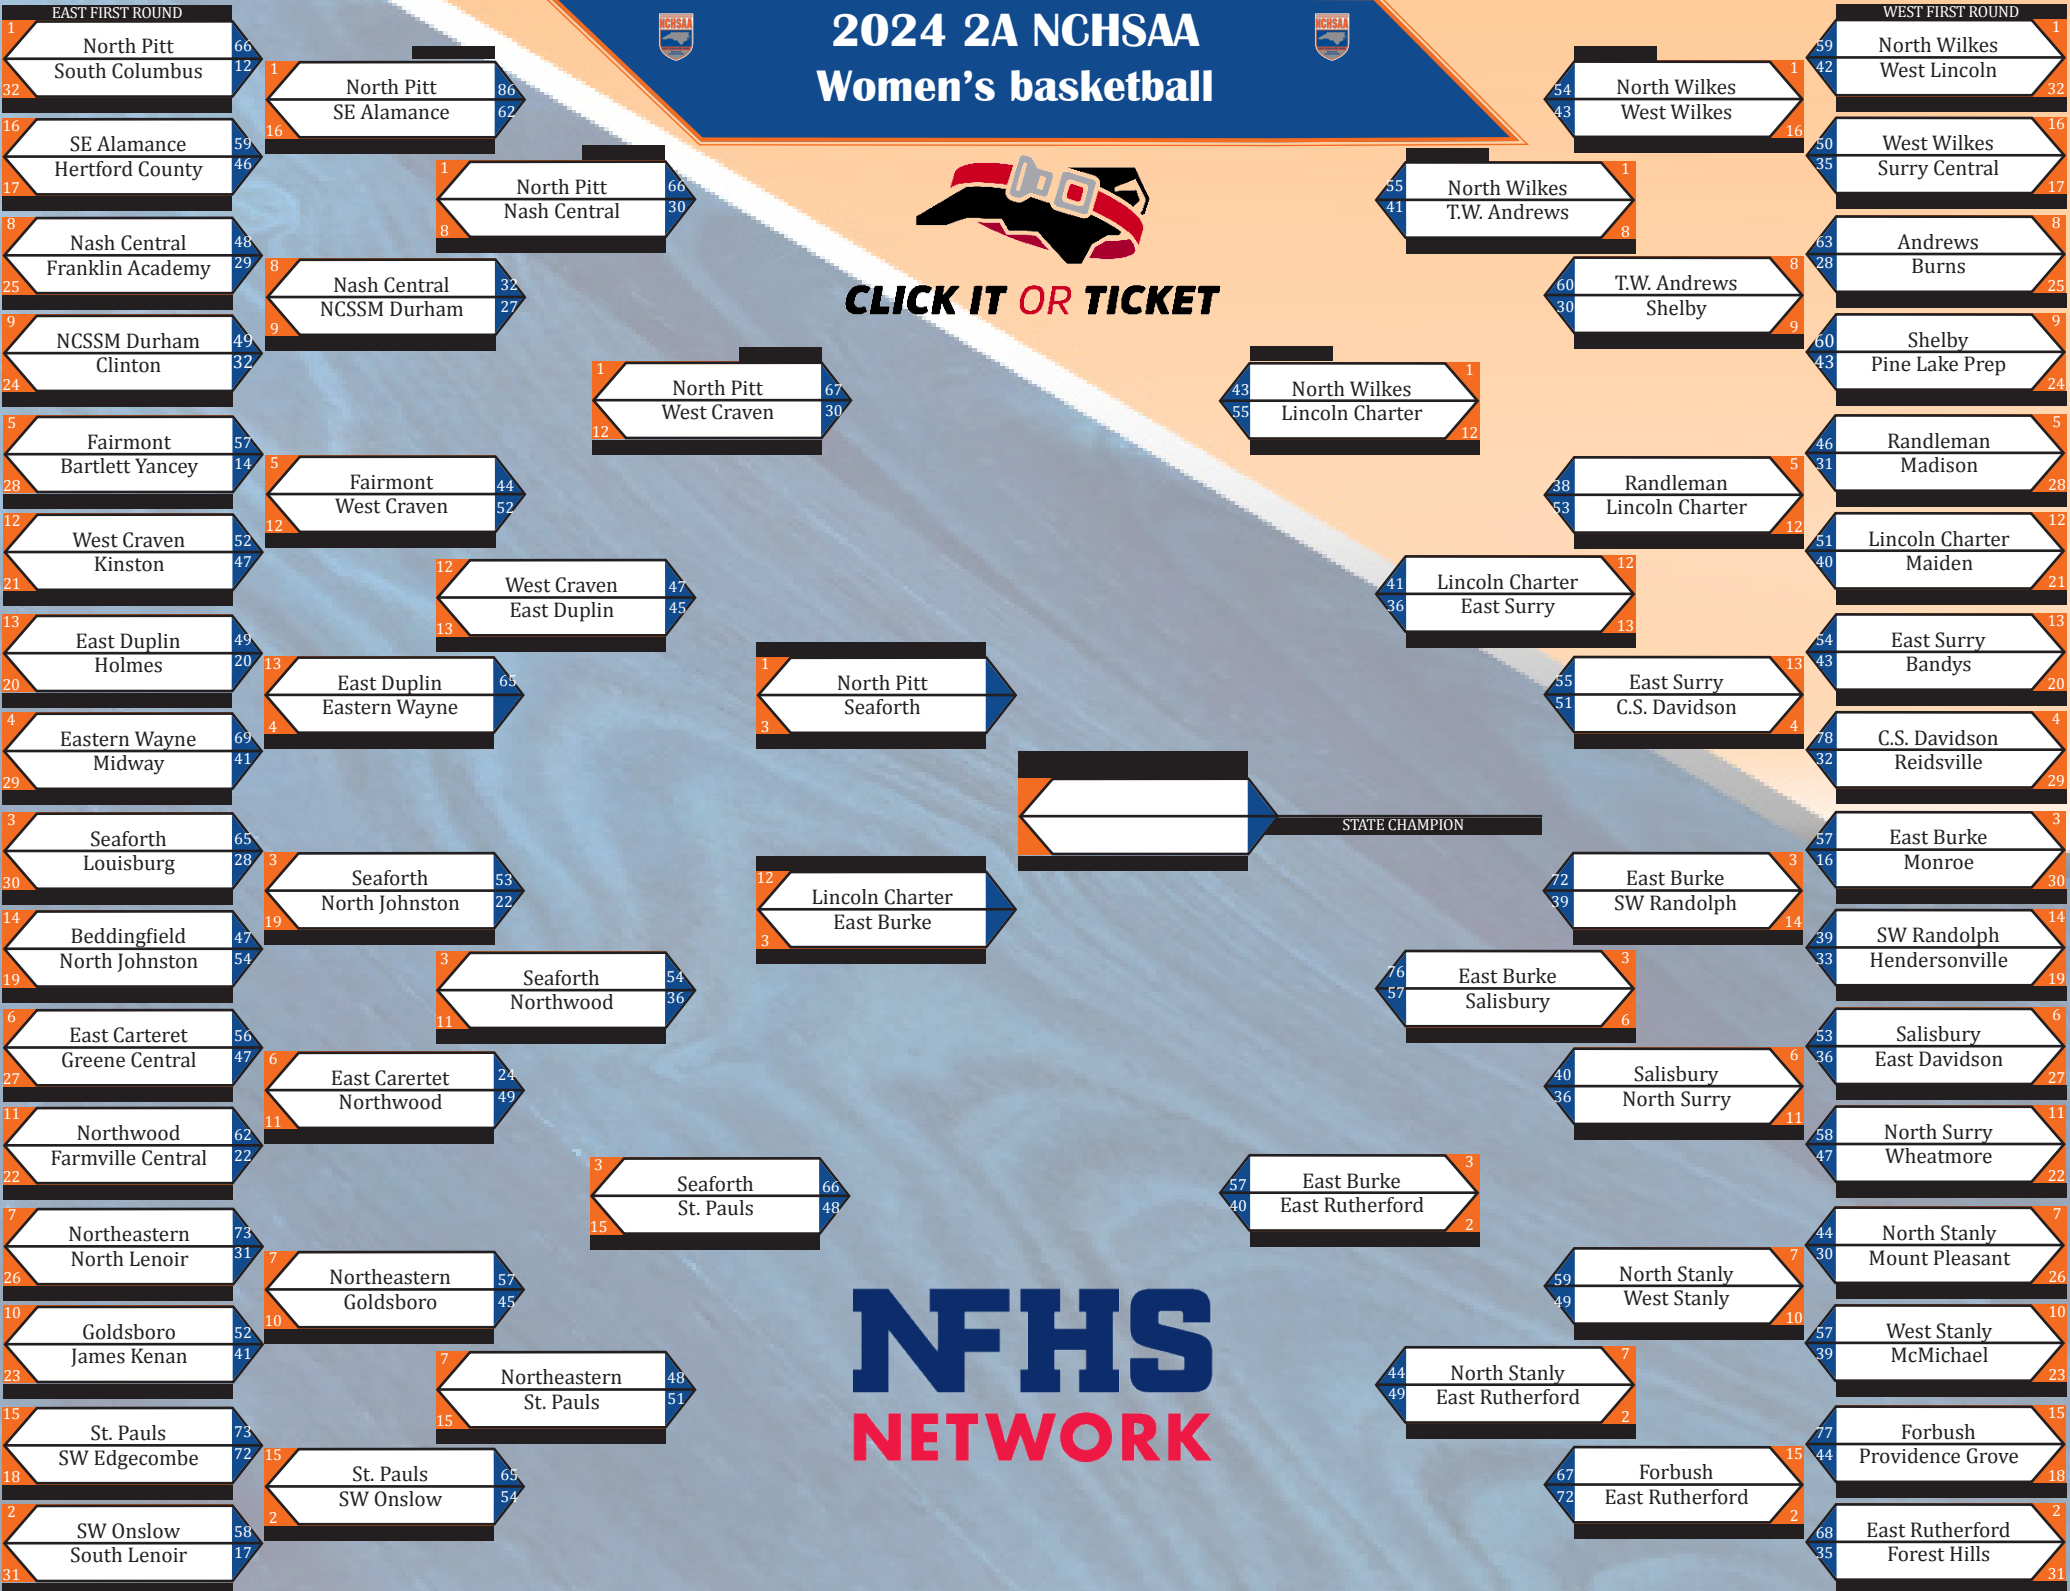 2024 2A NCHSAA
Women's basketball
NCHSAA
NCHSAA
CLICK IT OR TICKET
EAST FIRST ROUND
1
North Pitt 66
South Columbus 12
32
16
SE Alamance 59
Hertford County 46
17
8
Nash Central 48
Franklin Academy 29
25
9
NCSSM Durham 49
Clinton 32
24
5
Fairmont 57
Bartlett Yancey 14
28
12
West Craven 52
Kinston 47
21
13
East Duplin 49
Holmes 20
20
4
Eastern Wayne 69
Midway 41
29
3
Seaforth 65
Louisburg 28
30
14
Beddingfield 47
North Johnston 54
19
6
East Carteret 56
Greene Central 47
27
11
Northwood 62
Farmville Central 22
22
7
Northeastern 73
North Lenoir 31
26
10
Goldsboro 52
James Kenan 41
23
15
St. Pauls 73
SW Edgecombe 72
18
2
SW Onslow 58
South Lenoir 17
31
1
North Pitt 86
SE Alamance 62
16
8
Nash Central 32
NCSSM Durham 27
9
5
Fairmont 44
West Craven 52
12
13
East Duplin 65
Eastern Wayne
4
3
Seaforth 53
North Johnston 22
19
6
East Carertet 24
Northwood 49
11
7
Northeastern 57
Goldsboro 45
10
15
St. Pauls 65
SW Onslow 54
2
1
North Pitt 66
Nash Central 30
8
12
West Craven 47
East Duplin 45
13
3
Seaforth 54
Northwood 36
11
7
Northeastern 48
St. Pauls 51
15
1
North Pitt 67
West Craven 30
12
3
Seaforth 66
St. Pauls 48
15
1
North Pitt
Seaforth
3
12
Lincoln Charter
East Burke
3
STATE CHAMPION
1
43 North Wilkes
55 Lincoln Charter
12
3
57 East Burke
40 East Rutherford
2
1
55 North Wilkes
41 T.W. Andrews
8
12
41 Lincoln Charter
36 East Surry
13
3
76 East Burke
57 Salisbury
6
7
44 North Stanly
49 East Rutherford
2
1
54 North Wilkes
43 West Wilkes
16
8
60 T.W. Andrews
30 Shelby
9
5
38 Randleman
53 Lincoln Charter
12
13
55 East Surry
51 C.S. Davidson
4
3
72 East Burke
39 SW Randolph
14
6
40 Salisbury
36 North Surry
11
7
59 North Stanly
49 West Stanly
10
15
67 Forbush
72 East Rutherford
2
WEST FIRST ROUND
1
59 North Wilkes
42 West Lincoln
32
16
50 West Wilkes
35 Surry Central
17
8
63 Andrews
28 Burns
25
9
60 Shelby
43 Pine Lake Prep
24
5
46 Randleman
31 Madison
28
12
51 Lincoln Charter
40 Maiden
21
13
54 East Surry
43 Bandys
20
4
78 C.S. Davidson
32 Reidsville
29
3
57 East Burke
16 Monroe
30
14
39 SW Randolph
33 Hendersonville
19
6
53 Salisbury
36 East Davidson
27
11
58 North Surry
47 Wheatmore
22
7
44 North Stanly
30 Mount Pleasant
26
10
57 West Stanly
39 McMichael
23
15
77 Forbush
44 Providence Grove
18
2
68 East Rutherford
35 Forest Hills
31
NFHS
NETWORK